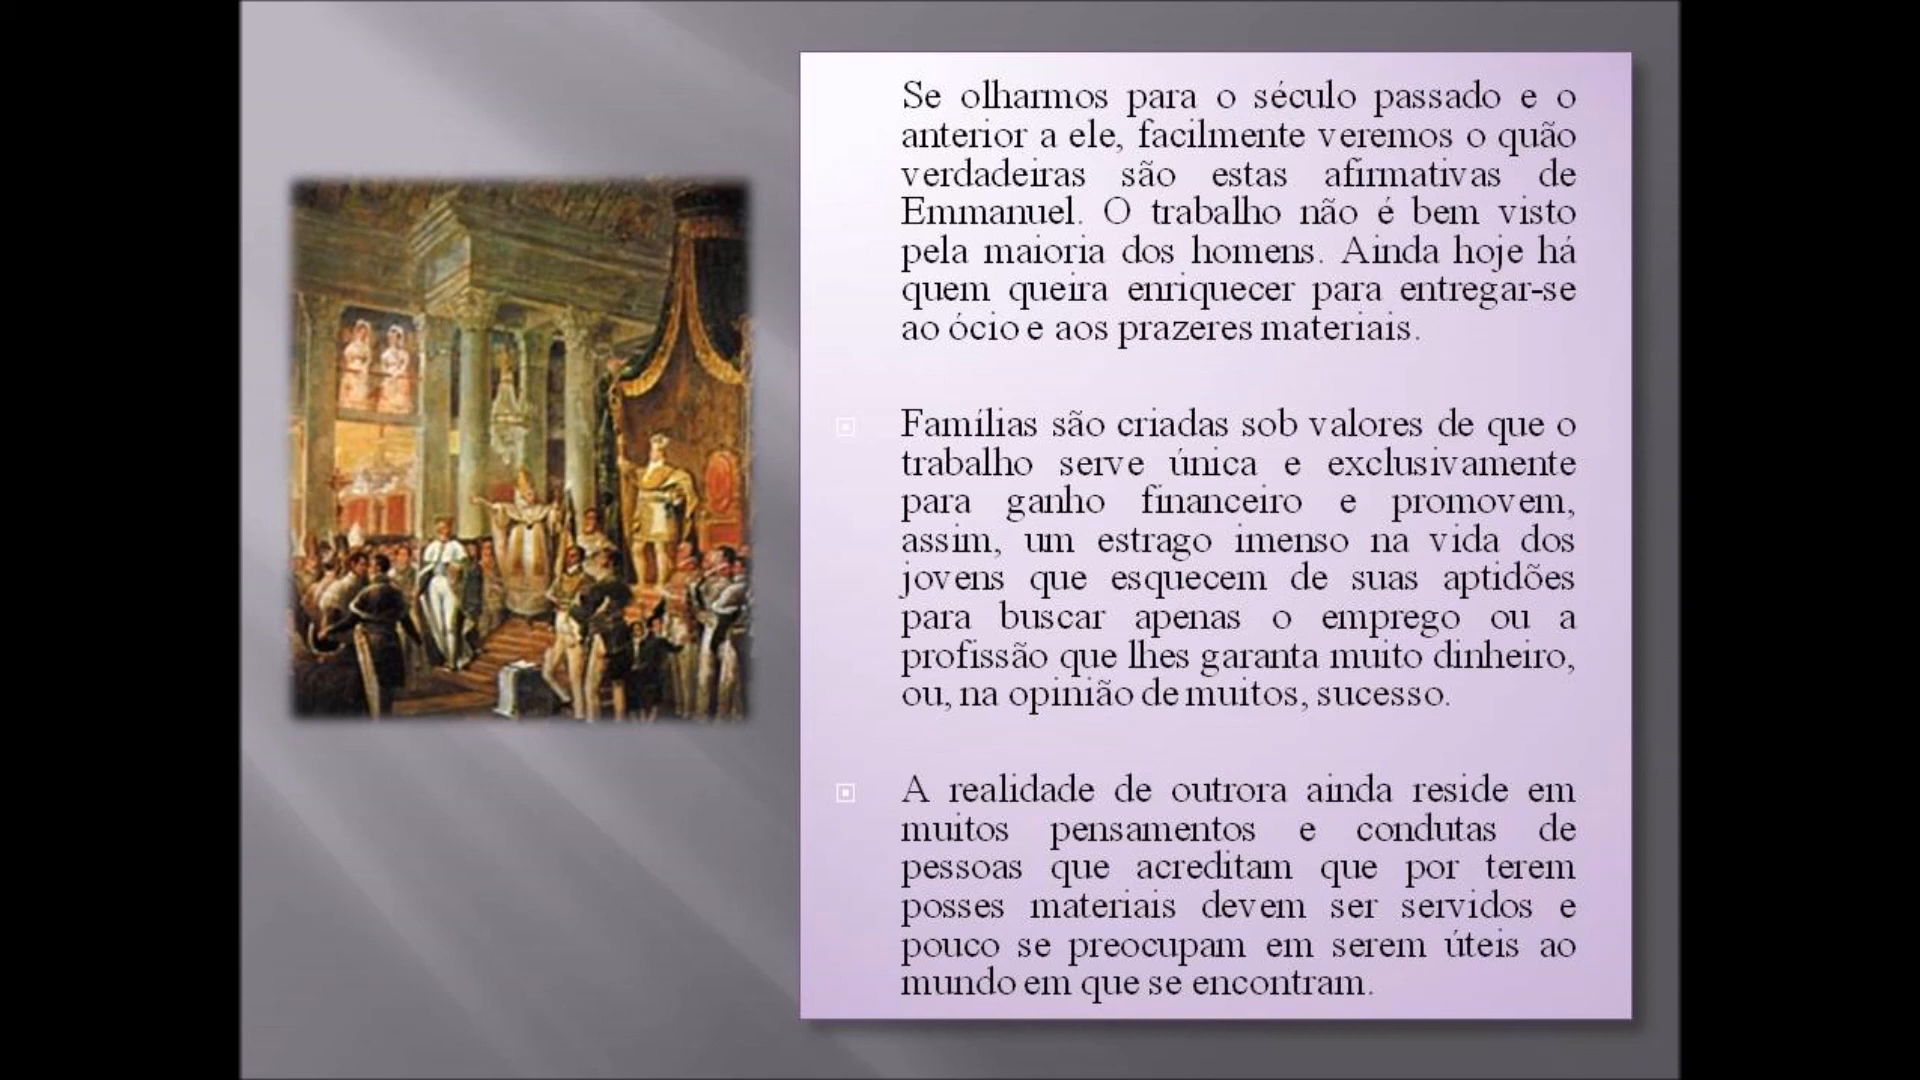 Se olharmos para o século passado e o
anterior a ele, facilmente veremos o quão
verdadeiras são estas afirmativas de
Emmanuel. O trabalho não é bem visto
pela maioria dos homens. Ainda hoje há
quem queira enriquecer para entregar-se
ao ócio e aos prazeres materiais.
Famílias são criadas sob valores de que o
trabalho serve única e exclusivamente
para ganho financeiro e promovem,
assim, um estrago imenso na vida dos
jovens que esquecem de suas aptidões
para buscar apenas o emprego ou a
profissão que lhes garanta muito dinheiro,
ou, na opinião de muitos, sucesso.
A realidade de outrora ainda reside em
muitos pensamentos e condutas de
pessoas que acreditam que por terem
posses materiais devem ser servidos e
pouco se preocupam em serem úteis ao
mundo em que se encontram.